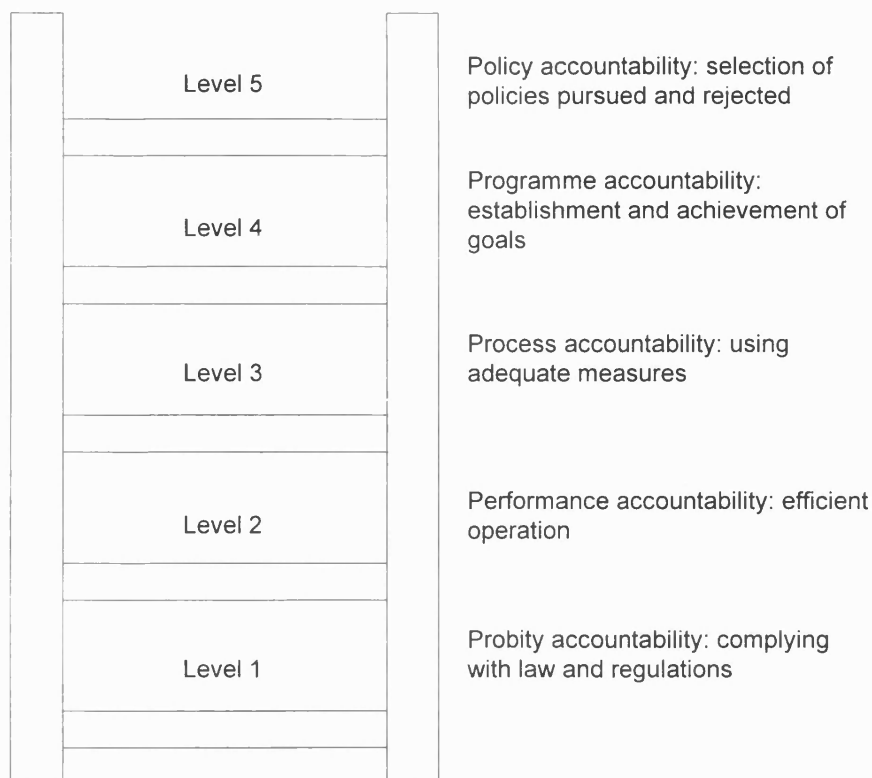 Level 5
Policy accountability: selection of
policies pursued and rejected
Level 4
Programme accountability:
establishment and achievement of
goals
Level 3
Process accountability: using
adequate measures
Level 2
Performance accountability: efficient
operation
Level 1
Probity accountability: complying
with law and regulations